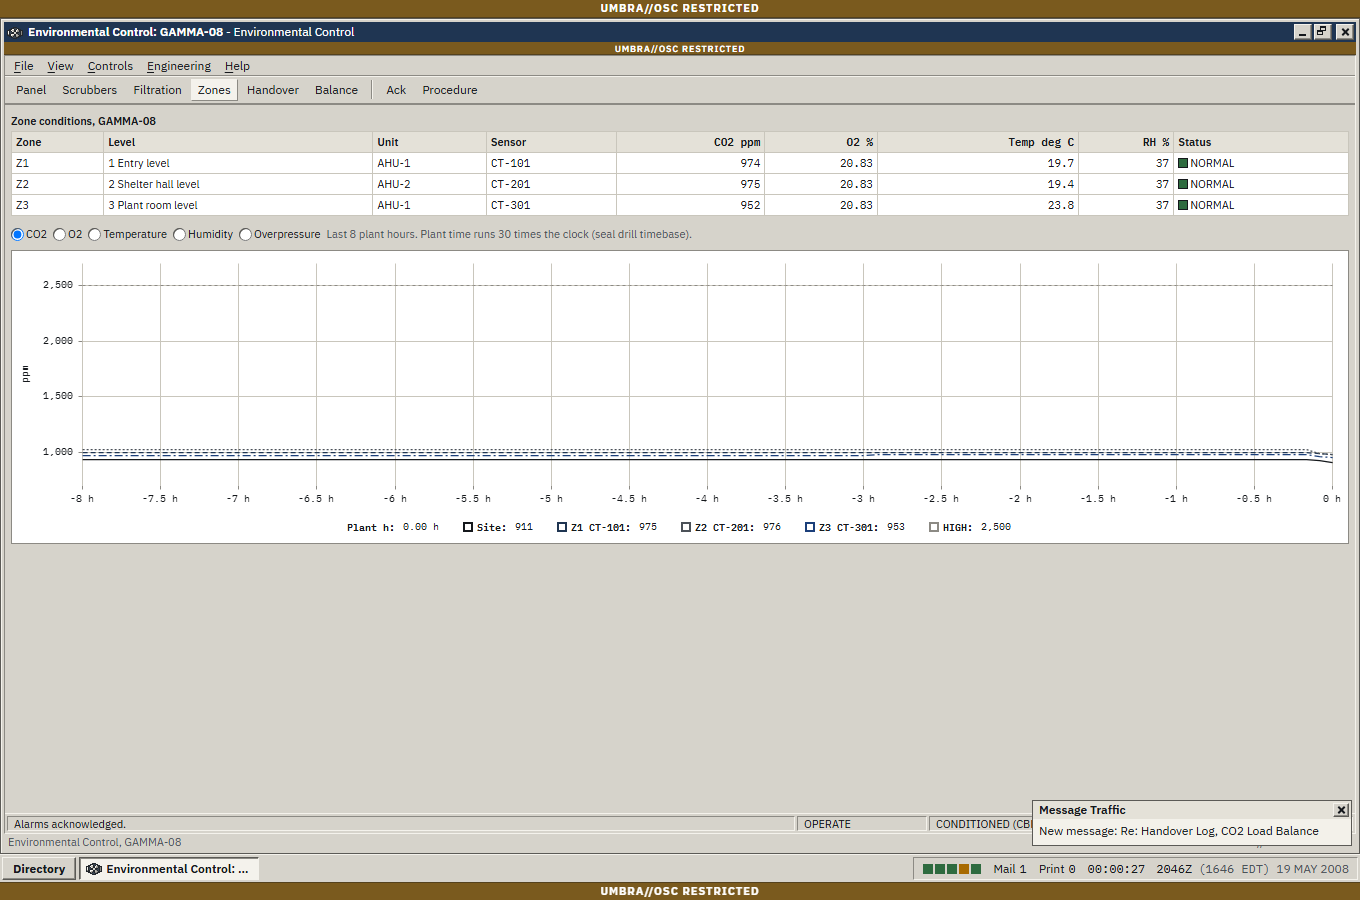 UMBRA//OSC RESTRICTED
Environmental Control: GAMMA-08 - Environmental Control
UMBRA//OSC RESTRICTED
File View Controls Engineering Help
Panel Scrubbers Filtration Zones Handover Balance Ack Procedure
Zone conditions, GAMMA-08
Zone Level Unit Sensor CO2 ppm O2 % Temp deg C RH % Status
Z1 1 Entry level AHU-1 CT-101 974 20.83 19.7 37 NORMAL
Z2 2 Shelter hall level AHU-2 CT-201 975 20.83 19.4 37 NORMAL
Z3 3 Plant room level AHU-1 CT-301 952 20.83 23.8 37 NORMAL
CO2 O2 Temperature Humidity Overpressure Last 8 plant hours. Plant time runs 30 times the clock (seal drill timebase).
2,500
2,000
ppm
1,500
1,000
-8 h -7.5 h -7 h -6.5 h -6 h -5.5 h -5 h -4.5 h -4 h -3.5 h -3 h -2.5 h -2 h -1.5 h -1 h -0.5 h 0 h
Plant h: 0.00 h Site: 911 Z1 CT-101: 975 Z2 CT-201: 976 Z3 CT-301: 953 HIGH: 2,500
Message Traffic
New message: Re: Handover Log, CO2 Load Balance
Alarms acknowledged. OPERATE CONDITIONED (CB
Environmental Control, GAMMA-08
Directory Environmental Control: ... Mail 1 Print 0 00:00:27 2046Z (1646 EDT) 19 MAY 2008
UMBRA//OSC RESTRICTED